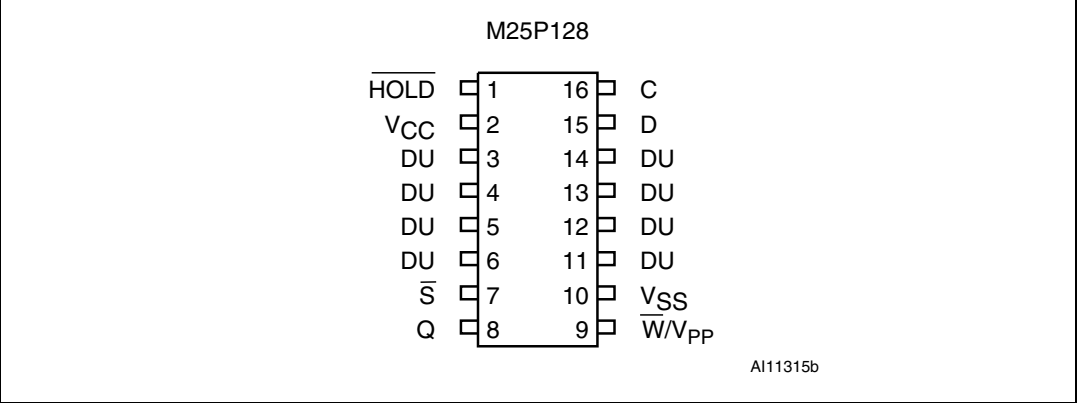 M25P128
H̅O̅L̅D̅ 1 16 C
VCC 2 15 D
DU 3 14 DU
DU 4 13 DU
DU 5 12 DU
DU 6 11 DU
S̅ 7 10 VSS
Q 8 9 W̅/VPP
AI11315b